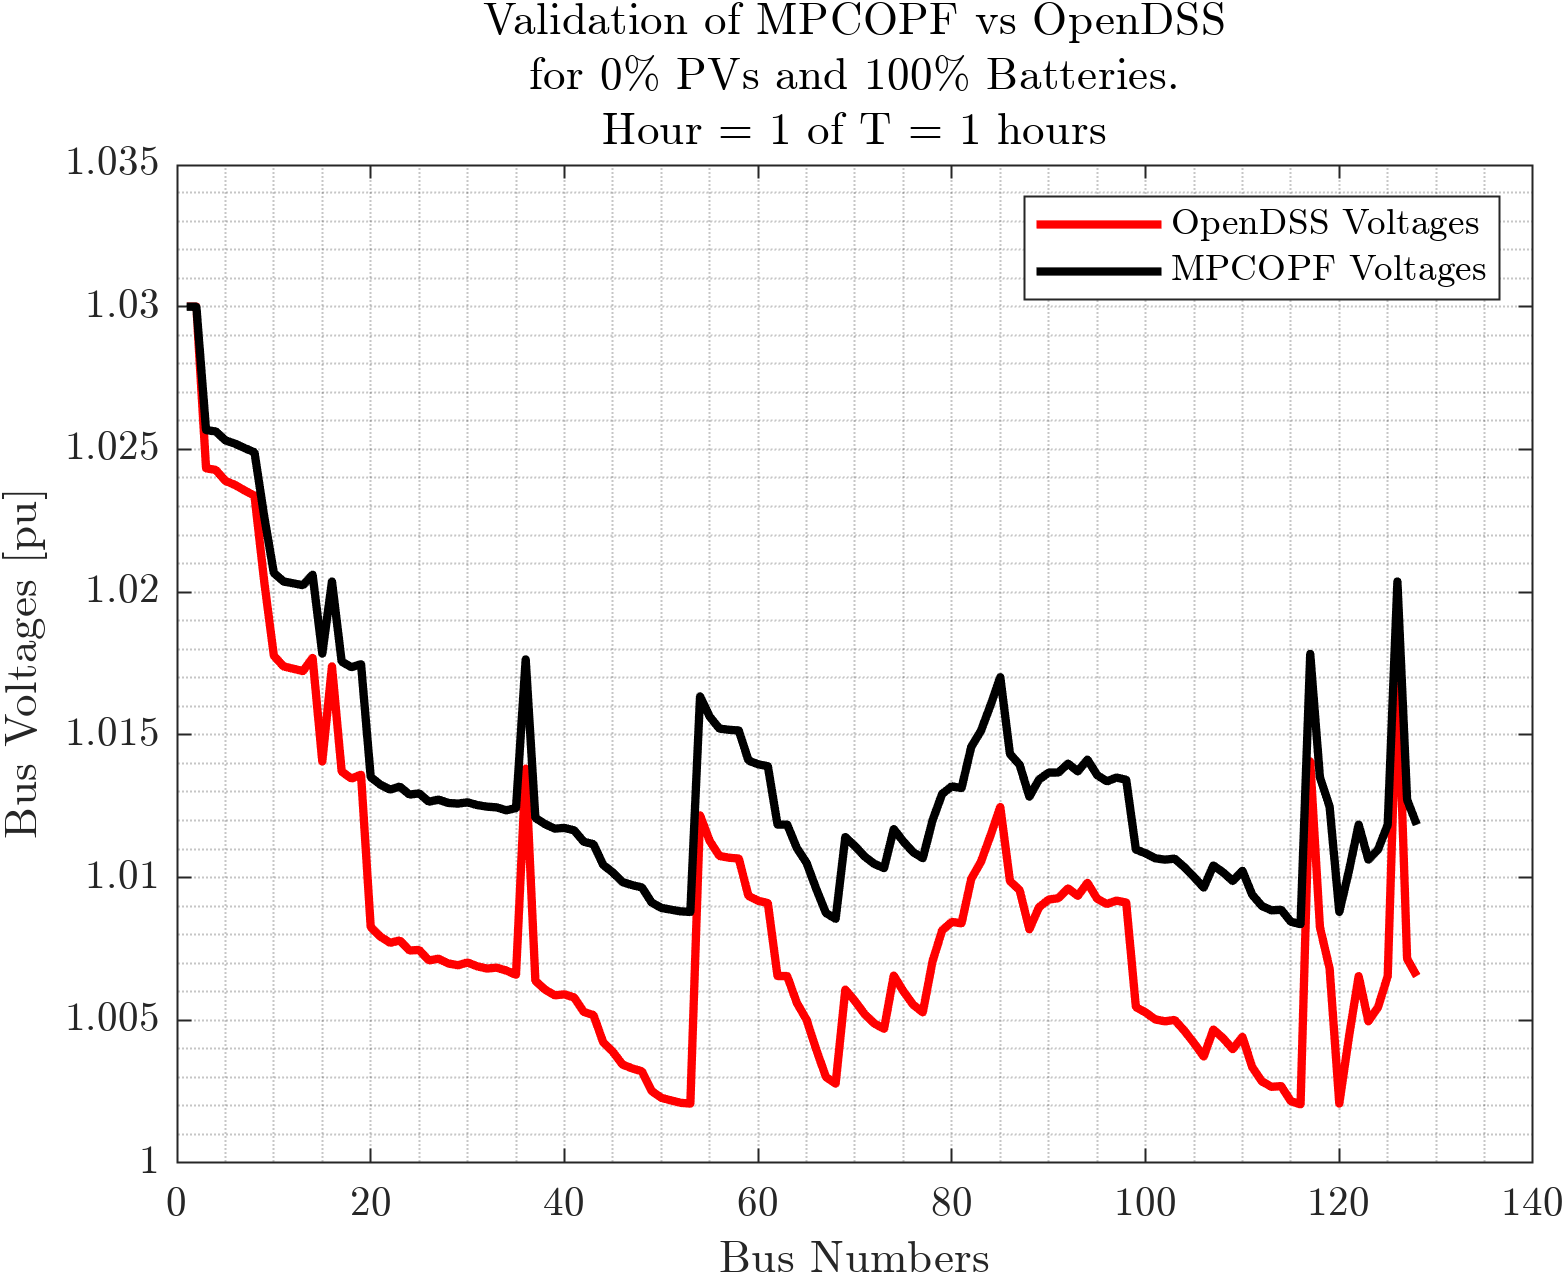 Validation of MPCOPF vs OpenDSS
for 0% PVs and 100% Batteries.
Hour = 1 of T = 1 hours
OpenDSS Voltages
MPCOPF Voltages
Bus Voltages [pu]
1.035
1.03
1.025
1.02
1.015
1.01
1.005
1
0 20 40 60 80 100 120 140
Bus Numbers